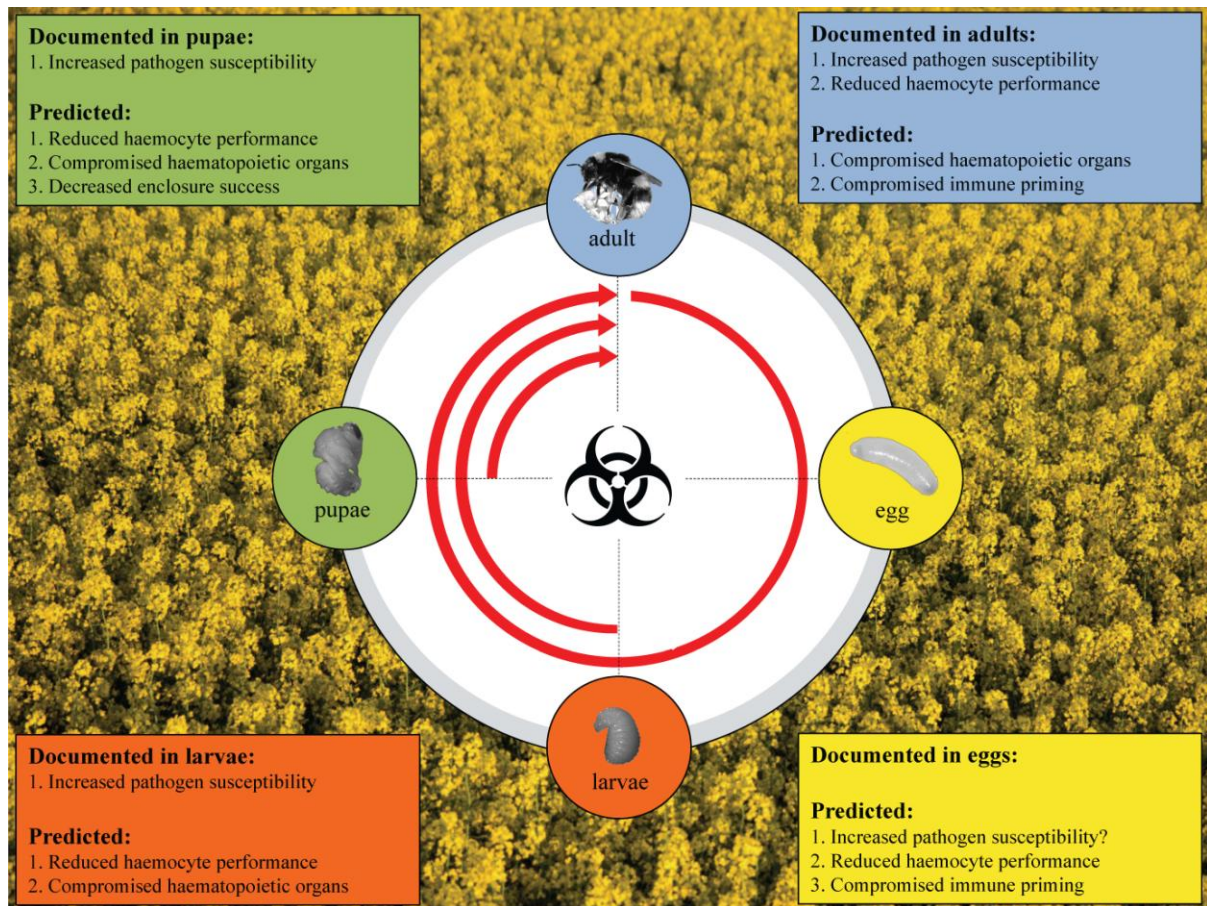 Documented in pupae:
1. Increased pathogen susceptibility
Predicted:
1. Reduced haemocyte performance
2. Compromised haematopoietic organs
3. Decreased enclosure success
Documented in adults:
1. Increased pathogen susceptibility
2. Reduced haemocyte performance
Predicted:
1. Compromised haematopoietic organs
2. Compromised immune priming
adult
pupae
egg
larvae
Documented in larvae:
1. Increased pathogen susceptibility
Predicted:
1. Reduced haemocyte performance
2. Compromised haematopoietic organs
Documented in eggs:
Predicted:
1. Increased pathogen susceptibility?
2. Reduced haemocyte performance
3. Compromised immune priming